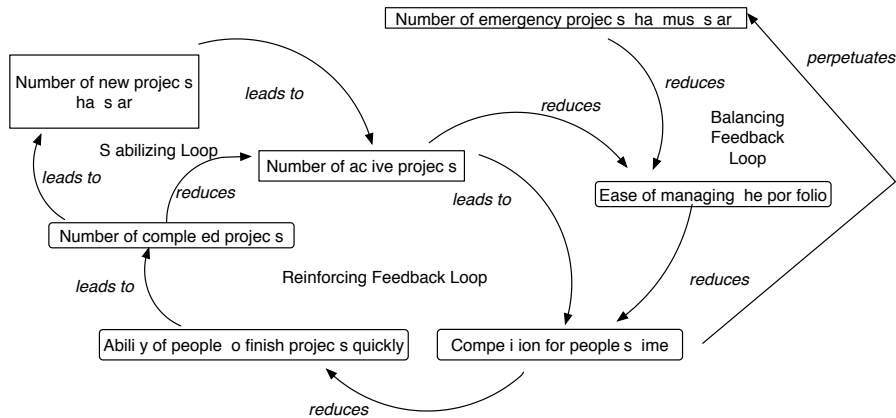 Number of emergency projec s ha mus s ar
perpetuates
Number of new projec s
ha s ar
leads to
reduces
reduces
Balancing
Feedback
Loop
S abilizing Loop
Number of ac ive projec s
leads to
reduces
leads to
Ease of managing he por folio
Number of comple ed projec s
Reinforcing Feedback Loop
reduces
leads to
Abili y of people o finish projec s quickly
Compe i ion for people s ime
reduces